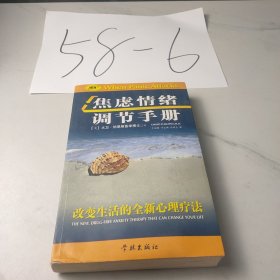 58-6
When Panic Attacks
焦虑情绪
调节手册
改变生活的全新心理疗法
THE NEW, DRUG-FREE ANXIETY THERAPY THAT CAN CHANGE YOUR LIFE
学林出版社